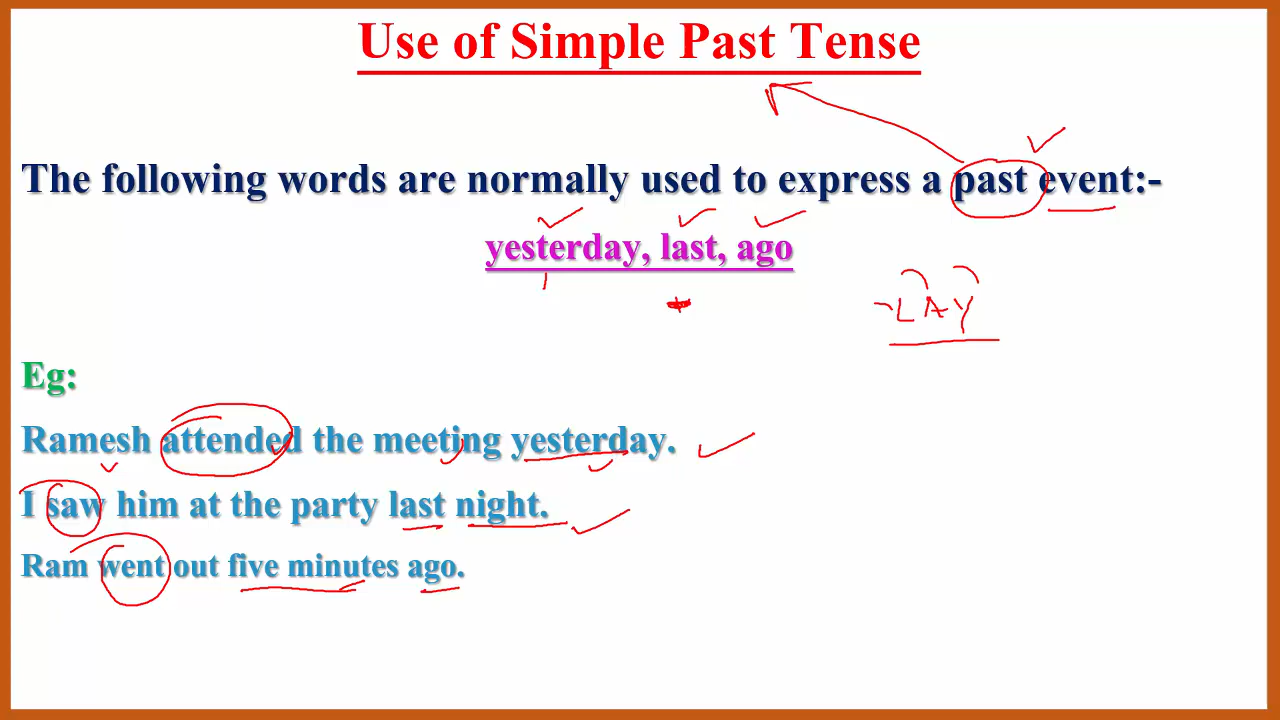 Use of Simple Past Tense
The following words are normally used to express a past event:-
yesterday, last, ago
LAY
Eg:
Ramesh attended the meeting yesterday.
I saw him at the party last night.
Ram went out five minutes ago.